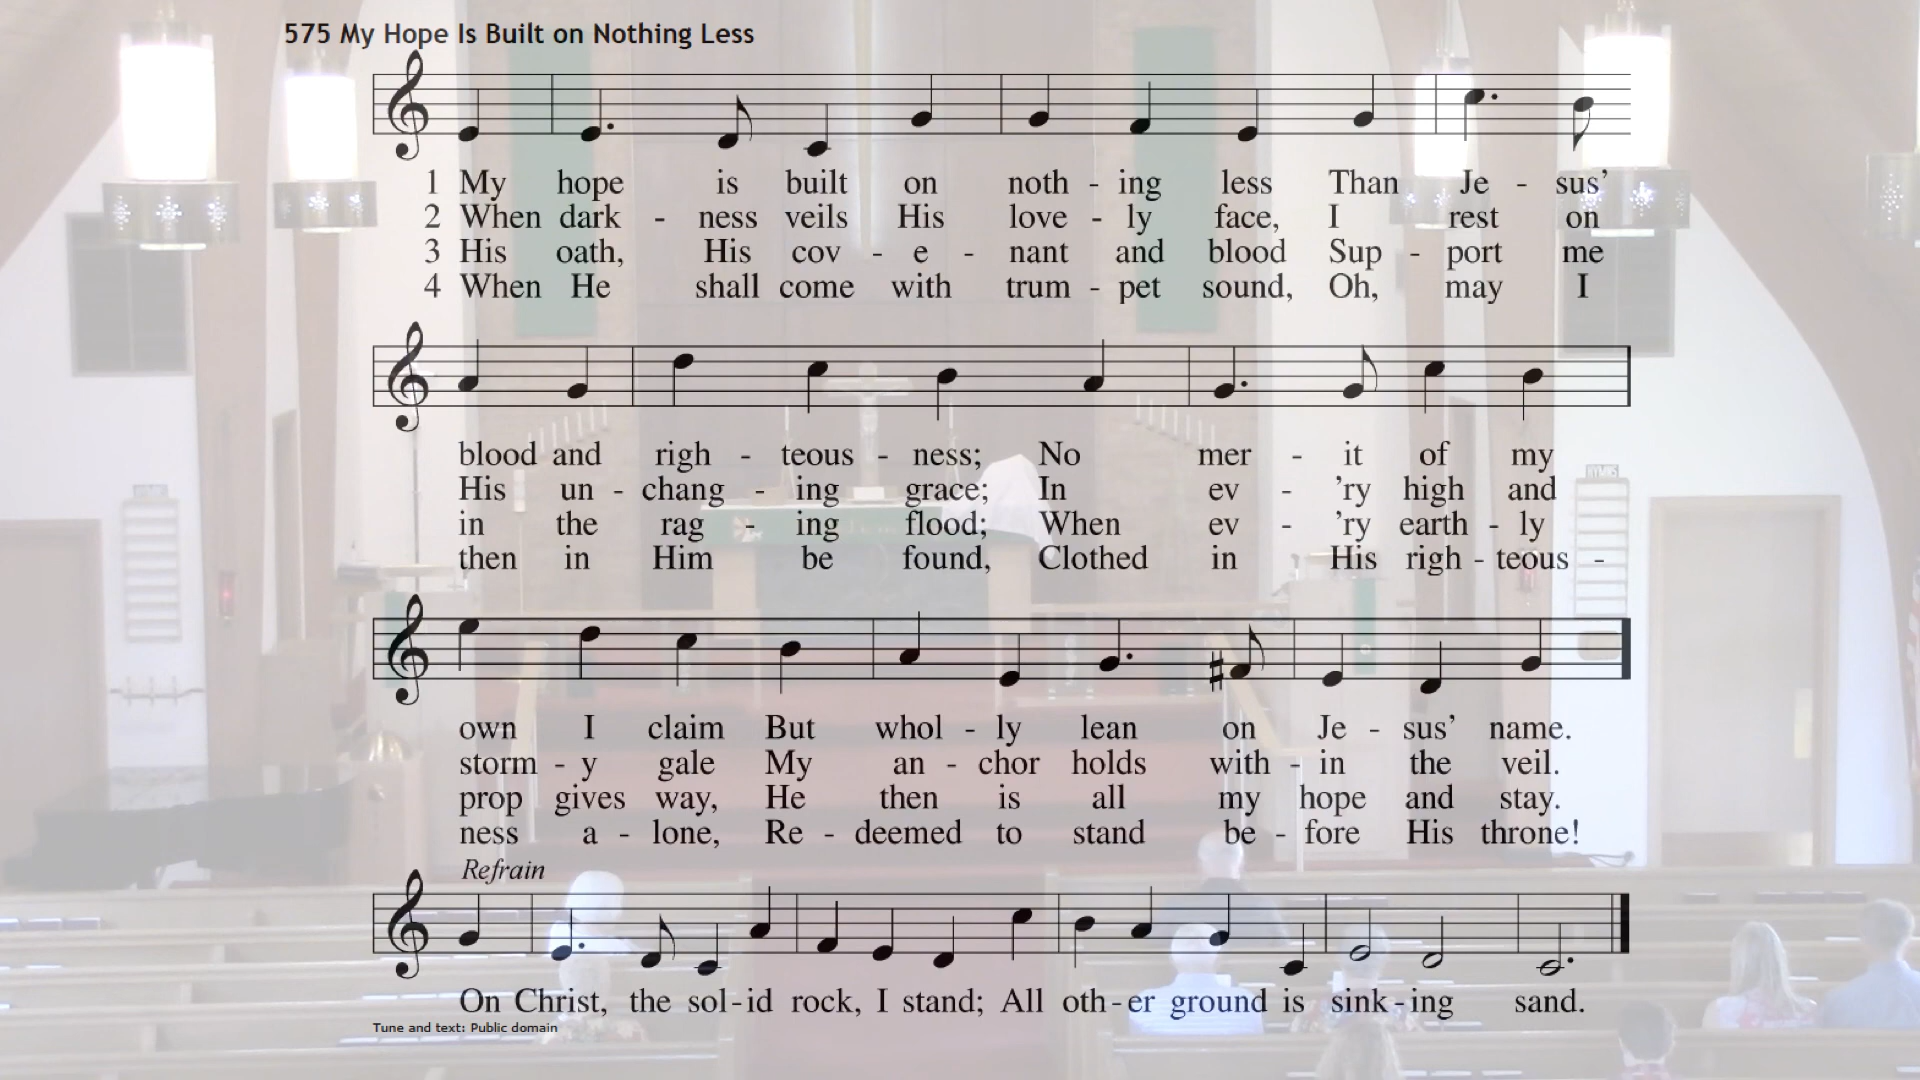 575 My Hope Is Built on Nothing Less
1 My hope is built on noth - ing less Than Je - sus’
2 When dark - ness veils His love - ly face, I rest on
3 His oath, His cov - e - nant and blood Sup - port me
4 When He shall come with trum - pet sound, Oh, may I
blood and righ - teous - ness; No mer - it of my
His un - chang - ing grace; In ev - ’ry high and
in the rag - ing flood; When ev - ’ry earth - ly
then in Him be found, Clothed in His righ - teous -
own I claim But whol - ly lean on Je - sus’ name.
storm - y gale My an - chor holds with - in the veil.
prop gives way, He then is all my hope and stay.
ness a - lone, Re - deemed to stand be - fore His throne!
Refrain
On Christ, the sol - id rock, I stand; All oth - er ground is sink - ing sand.
Tune and text: Public domain